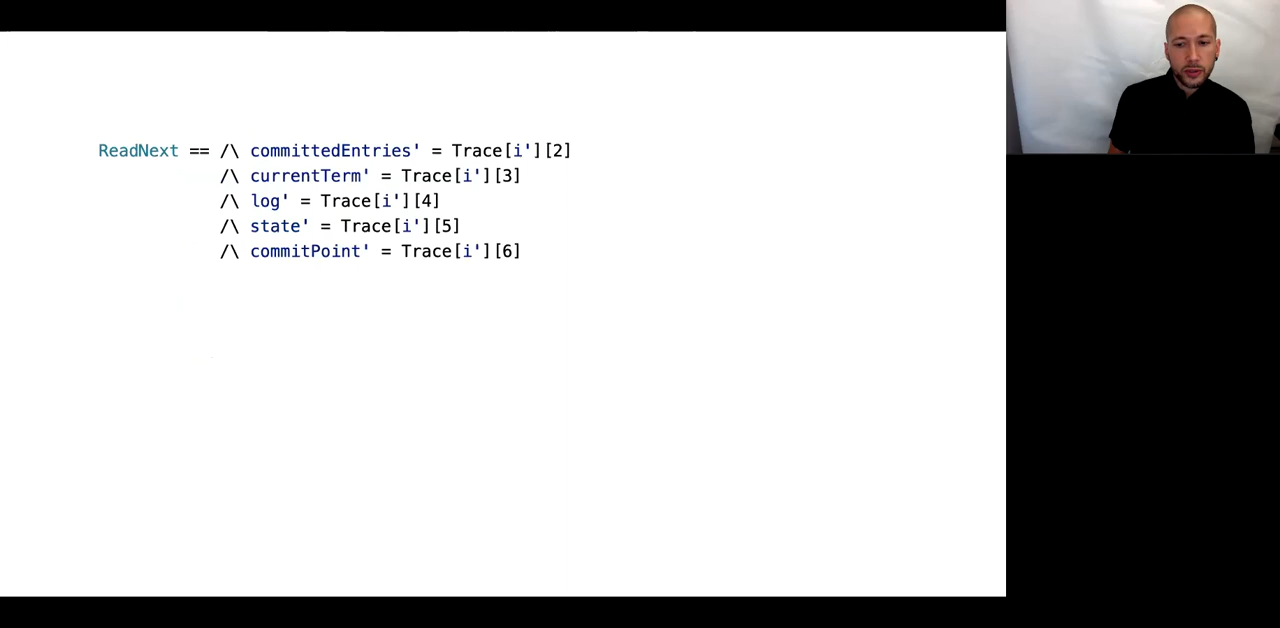 ReadNext == /\ committedEntries' = Trace[i'][2]
/\ currentTerm' = Trace[i'][3]
/\ log' = Trace[i'][4]
/\ state' = Trace[i'][5]
/\ commitPoint' = Trace[i'][6]